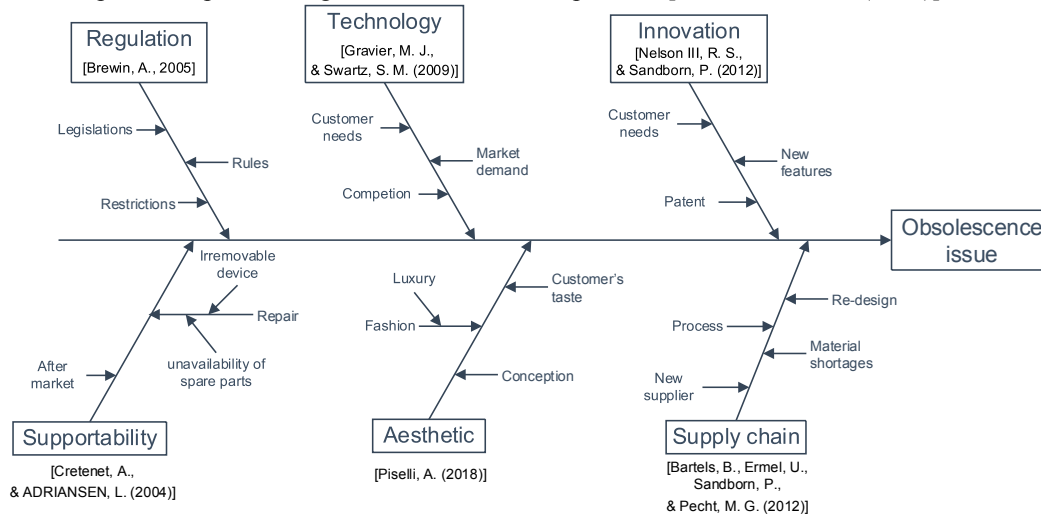 Regulation
[Brewin, A., 2005]
Technology
[Gravier, M. J.,
& Swartz, S. M. (2009)]
Innovation
[Nelson III, R. S.,
& Sandborn, P. (2012)]
Legislations
Rules
Restrictions
Customer
needs
Market
demand
Competion
Customer
needs
New
features
Patent
Obsolescence
issue
Irremovable
device
Repair
unavailability of
spare parts
After
market
Luxury
Customer's
taste
Fashion
Conception
Re-design
Process
Material
shortages
New
supplier
Supportability
[Cretenet, A.,
& ADRIANSEN, L. (2004)]
Aesthetic
[Piselli, A. (2018)]
Supply chain
[Bartels, B., Ermel, U.,
Sandborn, P.,
& Pecht, M. G. (2012)]